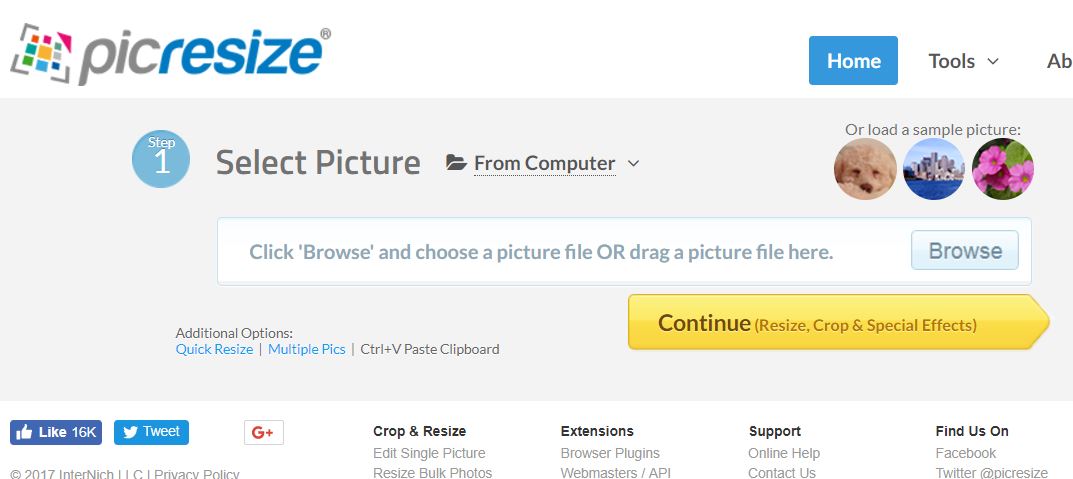 picresize®
Home
Tools
Ab
Or load a sample picture:
Step
1
Select Picture
From Computer
Click 'Browse' and choose a picture file OR drag a picture file here.
Browse
Continue (Resize, Crop & Special Effects)
Additional Options:
Quick Resize | Multiple Pics | Ctrl+V Paste Clipboard
Like 16K
Tweet
G+
© 2017 InterNich LLC | Privacy Policy
Crop & Resize
Edit Single Picture
Resize Bulk Photos
Extensions
Browser Plugins
Webmasters / API
Support
Online Help
Contact Us
Find Us On
Facebook
Twitter @picresize